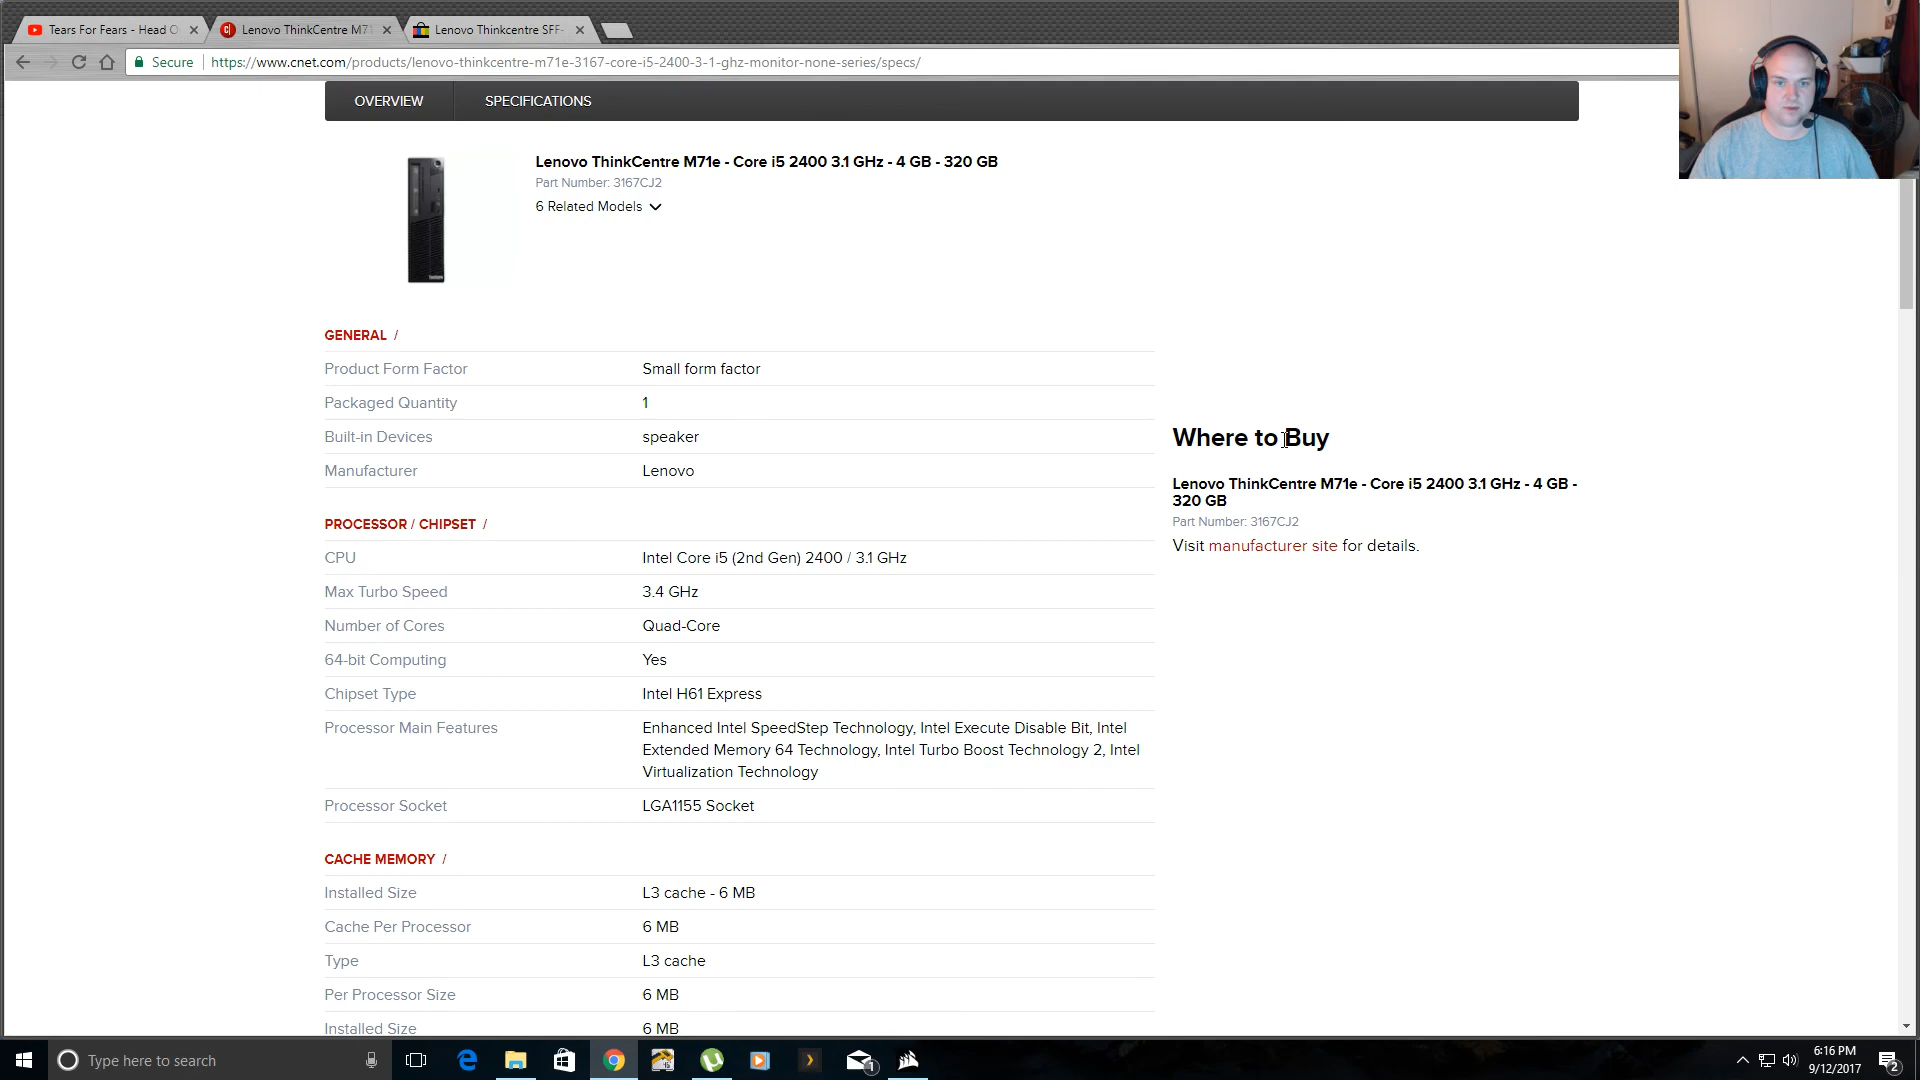 Tears For Fears - Head O
Lenovo ThinkCentre M71
Lenovo Thinkcentre SFF-
Secure
https://www.cnet.com/products/lenovo-thinkcentre-m71e-3167-core-i5-2400-3-1-ghz-monitor-none-series/specs/
OVERVIEW SPECIFICATIONS
Lenovo ThinkCentre M71e - Core i5 2400 3.1 GHz - 4 GB - 320 GB
Part Number: 3167CJ2
6 Related Models
GENERAL /
Product Form Factor Small form factor
Packaged Quantity 1
Built-in Devices speaker
Manufacturer Lenovo
PROCESSOR / CHIPSET /
CPU Intel Core i5 (2nd Gen) 2400 / 3.1 GHz
Max Turbo Speed 3.4 GHz
Number of Cores Quad-Core
64-bit Computing Yes
Chipset Type Intel H61 Express
Processor Main Features Enhanced Intel SpeedStep Technology, Intel Execute Disable Bit, Intel
Extended Memory 64 Technology, Intel Turbo Boost Technology 2, Intel
Virtualization Technology
Processor Socket LGA1155 Socket
CACHE MEMORY /
Installed Size L3 cache - 6 MB
Cache Per Processor 6 MB
Type L3 cache
Per Processor Size 6 MB
Installed Size 6 MB
Where to Buy
Lenovo ThinkCentre M71e - Core i5 2400 3.1 GHz - 4 GB -
320 GB
Part Number: 3167CJ2
Visit manufacturer site for details.
Type here to search
1
6:16 PM
9/12/2017
2